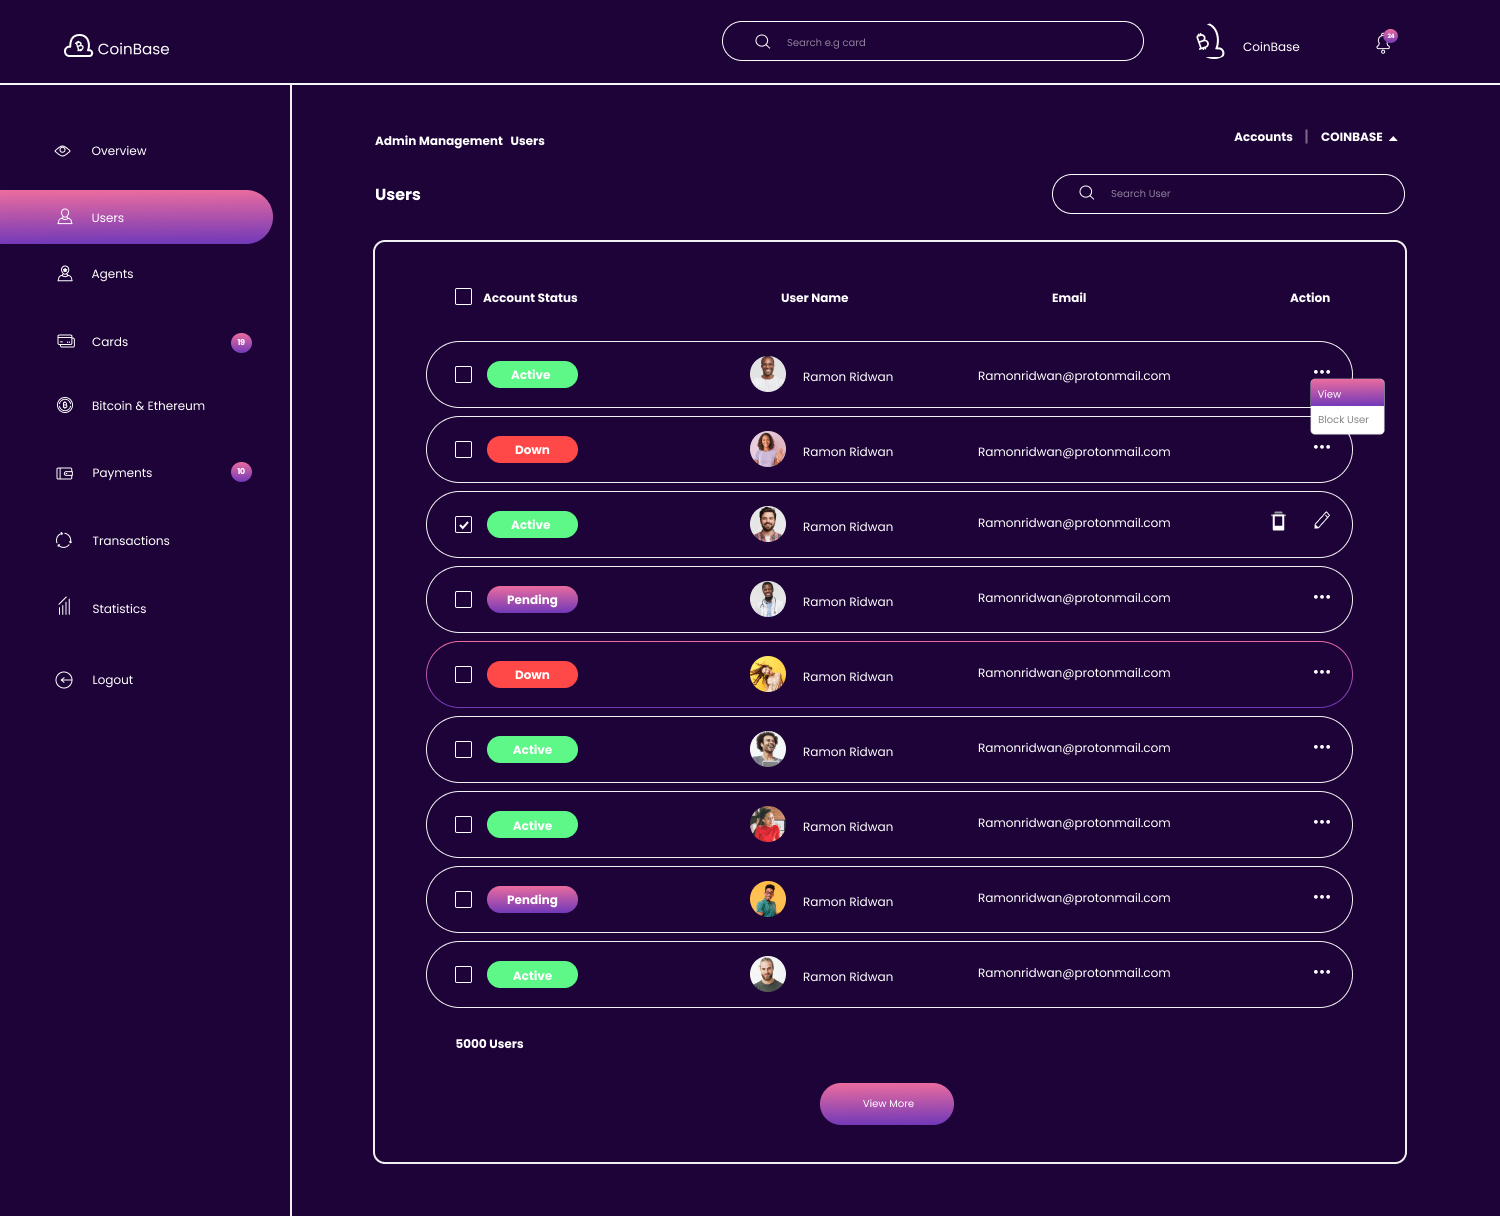 CoinBase
Search e.g card
CoinBase
24
Overview
Users
Agents
Cards
19
Bitcoin & Ethereum
Payments
10
Transactions
Statistics
Logout
Admin Management Users
Accounts | COINBASE
Users
Search User
Account Status User Name Email Action
Active Ramon Ridwan Ramonridwan@protonmail.com
View
Block User
Down Ramon Ridwan Ramonridwan@protonmail.com
Active Ramon Ridwan Ramonridwan@protonmail.com
Pending Ramon Ridwan Ramonridwan@protonmail.com
Down Ramon Ridwan Ramonridwan@protonmail.com
Active Ramon Ridwan Ramonridwan@protonmail.com
Active Ramon Ridwan Ramonridwan@protonmail.com
Pending Ramon Ridwan Ramonridwan@protonmail.com
Active Ramon Ridwan Ramonridwan@protonmail.com
5000 Users
View More